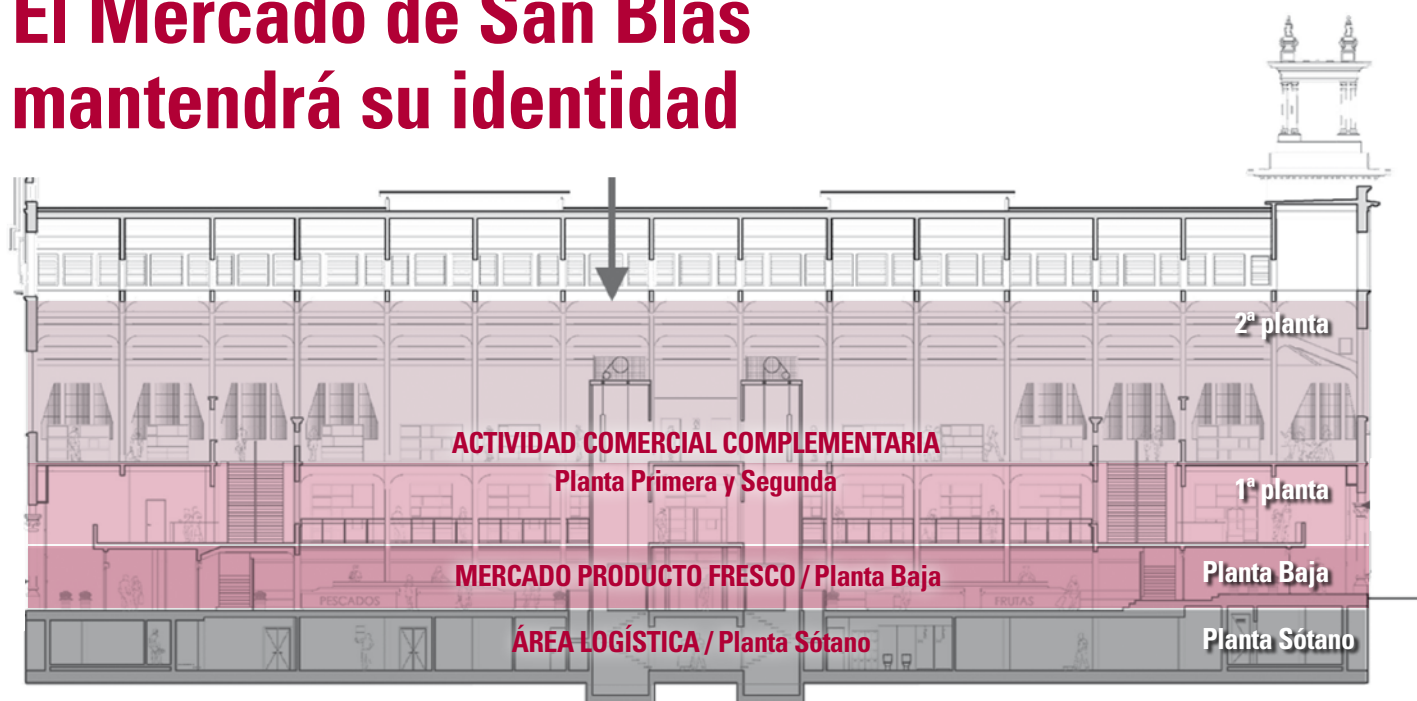 El Mercado de San Blas
mantendrá su identidad
2ª planta
ACTIVIDAD COMERCIAL COMPLEMENTARIA
Planta Primera y Segunda
1ª planta
MERCADO PRODUCTO FRESCO / Planta Baja
Planta Baja
PESCADOS
FRUTAS
ÁREA LOGÍSTICA / Planta Sótano
Planta Sótano